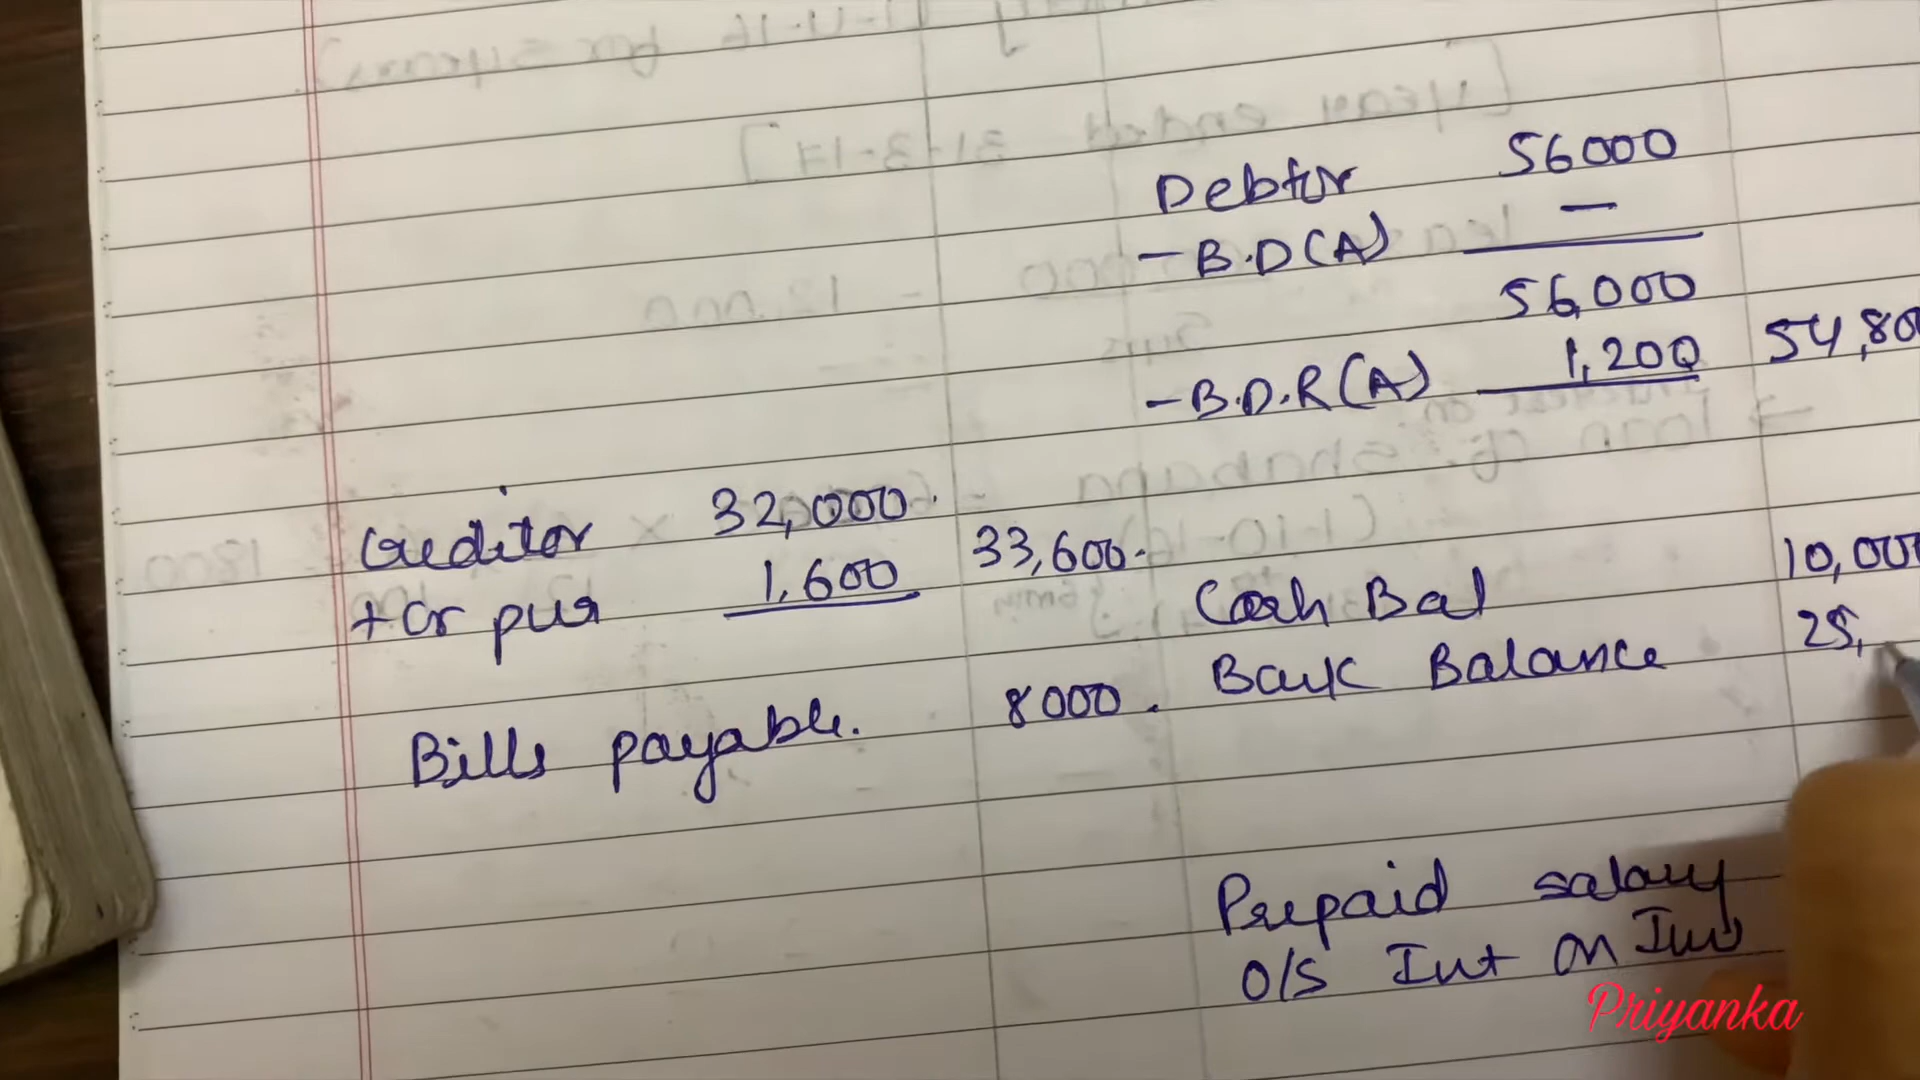 Debtor 56000
- B.D(A) —
56,000
- B.D.R(A) 1,200 54,80
Creditor 32,000.
+ Cr pur 1,600 33,600.
Cash Bal 10,000
Bills payable. 8000.
Bank Balance 25,
Prepaid salary
O/S Int on Inv
Priyanka